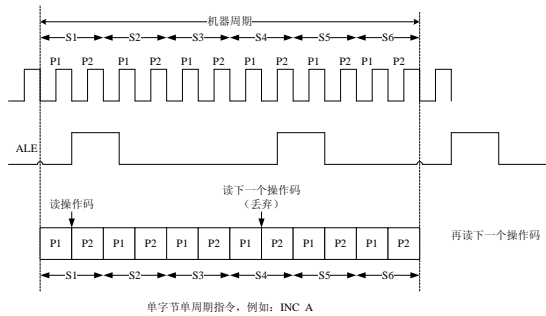 机器周期
S1 S2 S3 S4 S5 S6
P1 P2 P1 P2 P1 P2 P1 P2 P1 P2 P1 P2
ALE
读操作码
读下一个操作码
(丢弃)
再读下一个操作码
P1 P2 P1 P2 P1 P2 P1 P2 P1 P2 P1 P2
S1 S2 S3 S4 S5 S6
单字节单周期指令，例如：INC A